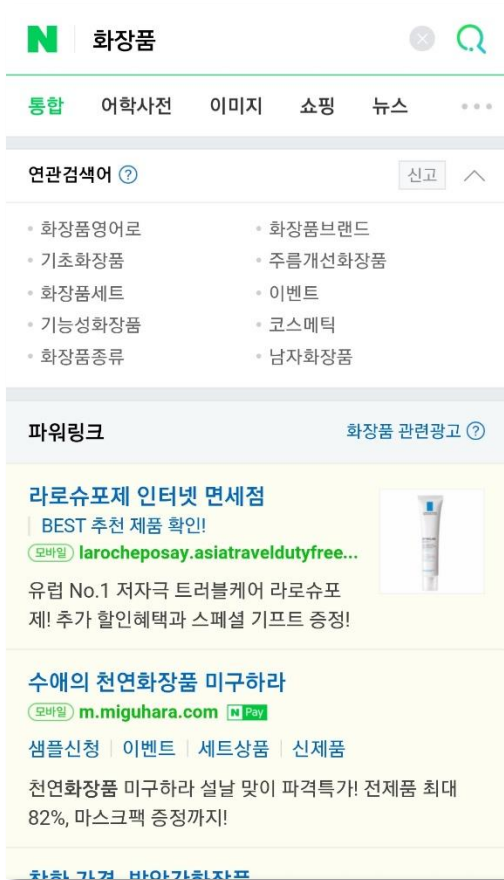 N 화장품
통합 어학사전 이미지 쇼핑 뉴스
연관검색어 ? 신고
화장품영어로 화장품브랜드
기초화장품 주름개선화장품
화장품세트 이벤트
기능성화장품 코스메틱
화장품종류 남자화장품
파워링크 화장품 관련광고 ?
라로슈포제 인터넷 면세점
BEST 추천 제품 확인!
모바일 larocheposay.asiatraveldutyfree...
유럽 No.1 저자극 트러블케어 라로슈포
제! 추가 할인혜택과 스페셜 기프트 증정!
수애의 천연화장품 미구하라
모바일 m.miguhara.com N Pay
샘플신청 이벤트 세트상품 신제품
천연화장품 미구하라 설날 맞이 파격특가! 전제품 최대
82%, 마스크팩 증정까지!